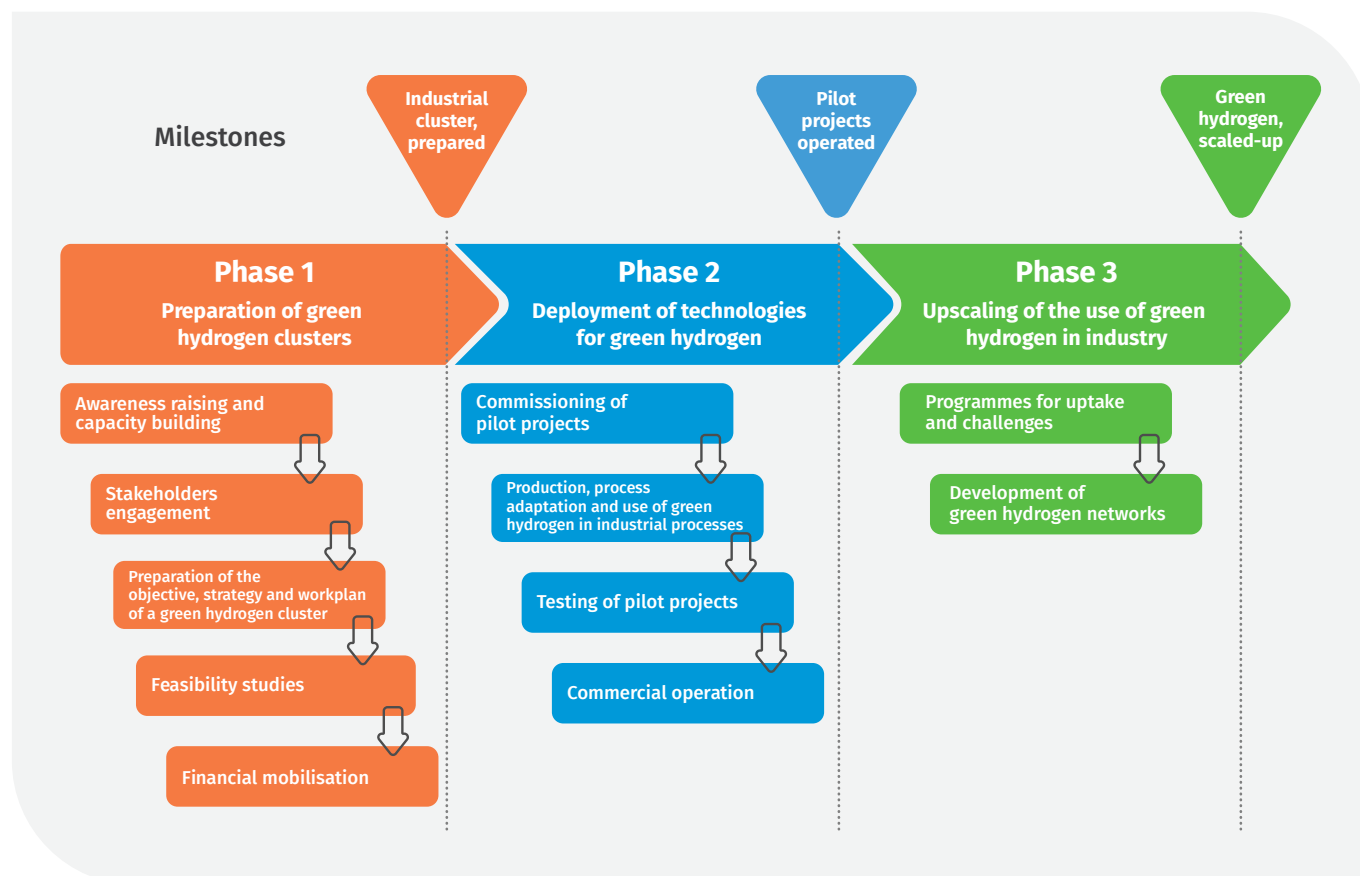 Milestones
Industrial
cluster,
prepared
Pilot
projects
operated
Green
hydrogen,
scaled-up
Phase 1
Preparation of green
hydrogen clusters
Phase 2
Deployment of technologies
for green hydrogen
Phase 3
Upscaling of the use of green
hydrogen in industry
Awareness raising and
capacity building
Stakeholders
engagement
Preparation of the
objective, strategy and workplan
of a green hydrogen cluster
Feasibility studies
Financial mobilisation
Commissioning of
pilot projects
Production, process
adaptation and use of green
hydrogen in industrial processes
Testing of pilot projects
Commercial operation
Programmes for uptake
and challenges
Development of
green hydrogen networks